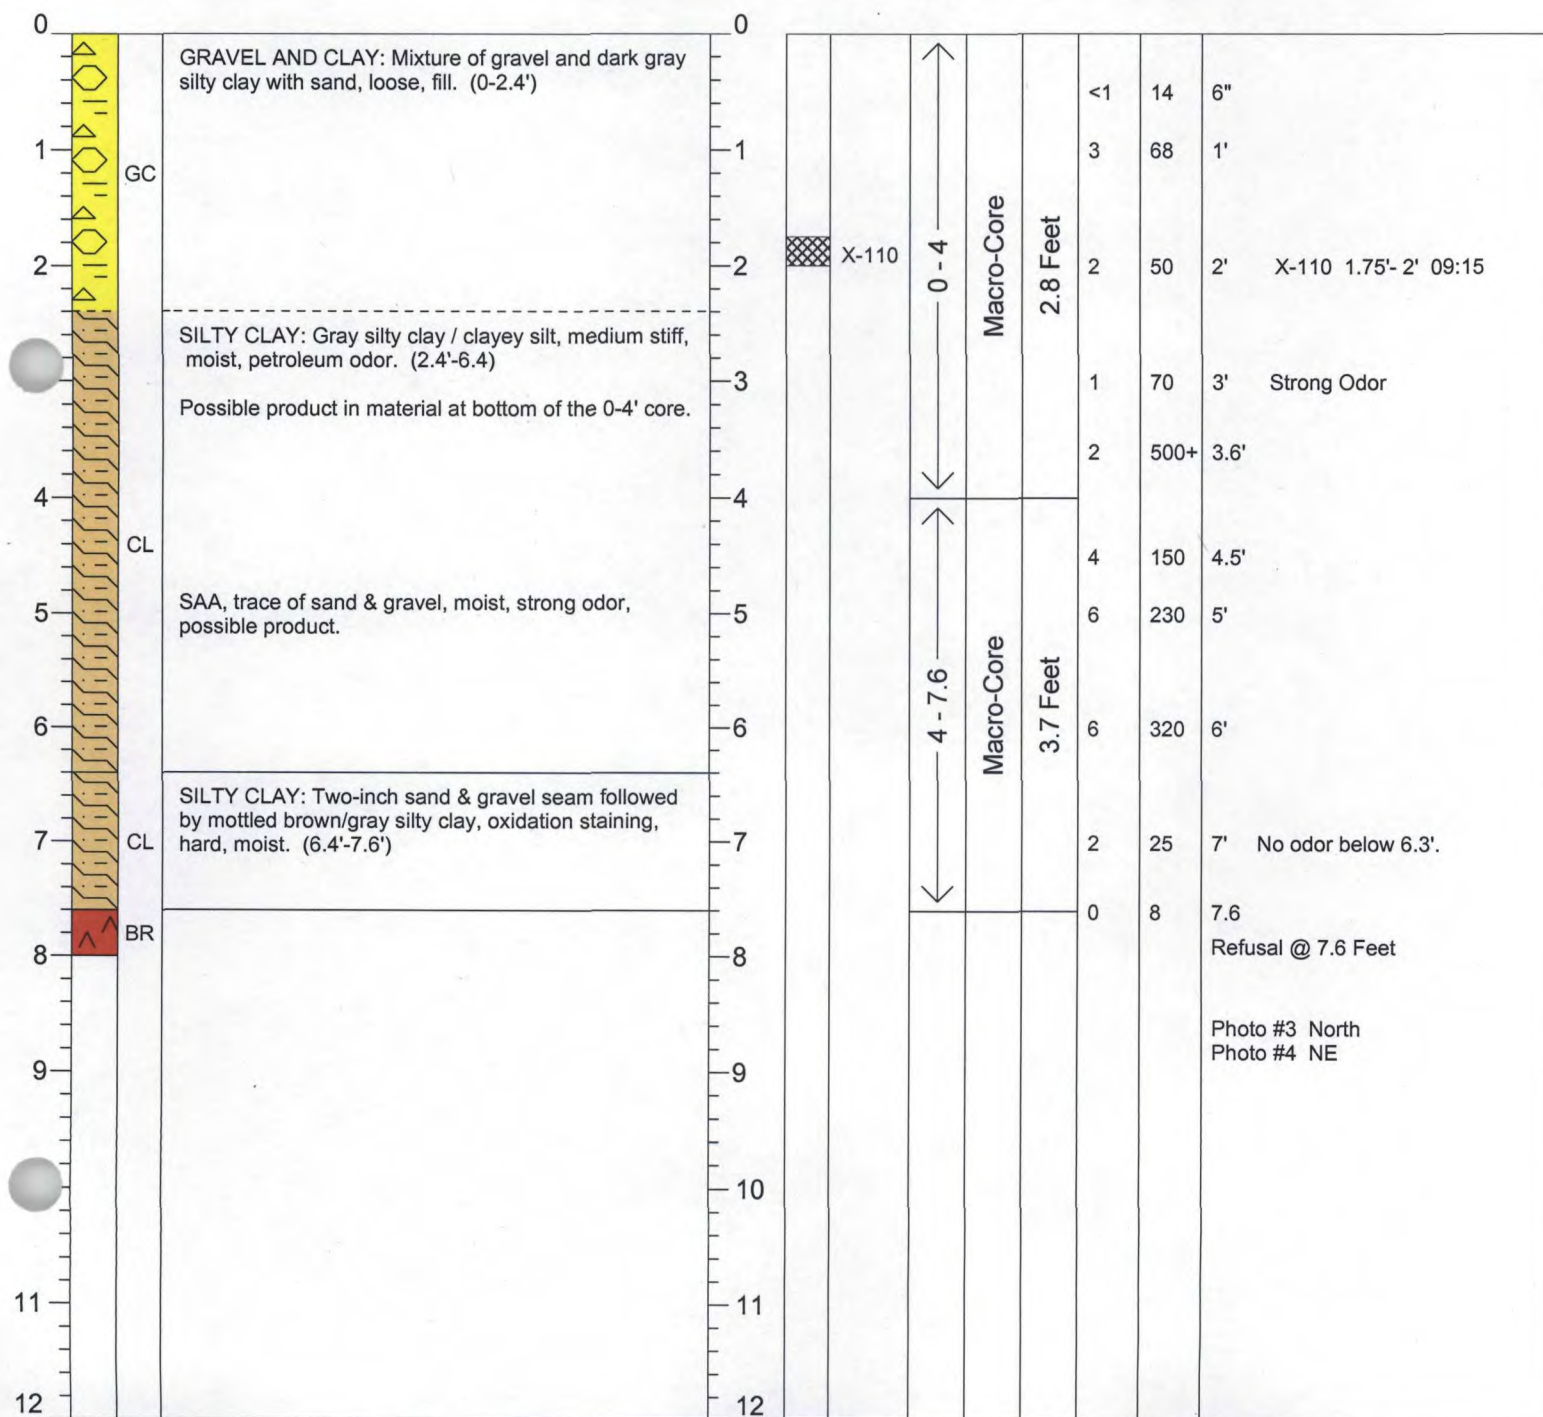 0
0
GRAVEL AND CLAY: Mixture of gravel and dark gray
silty clay with sand, loose, fill. (0-2.4')
<1 14 6"
1
GC
1
3 68 1'
2
2
X-110
0 - 4
Macro-Core
2.8 Feet
2 50 2' X-110 1.75'- 2' 09:15
SILTY CLAY: Gray silty clay / clayey silt, medium stiff,
moist, petroleum odor. (2.4'-6.4)
3
1 70 3' Strong Odor
Possible product in material at bottom of the 0-4' core.
2 500+ 3.6'
4
4
CL
4 150 4.5'
SAA, trace of sand & gravel, moist, strong odor,
possible product.
5
5
6 230 5'
4 - 7.6
Macro-Core
3.7 Feet
6
6
6 320 6'
SILTY CLAY: Two-inch sand & gravel seam followed
by mottled brown/gray silty clay, oxidation staining,
hard, moist. (6.4'-7.6')
7
CL
7
2 25 7' No odor below 6.3'.
0 8 7.6
BR
8
8
Refusal @ 7.6 Feet
Photo #3 North
Photo #4 NE
9
9
10
11
11
12
12